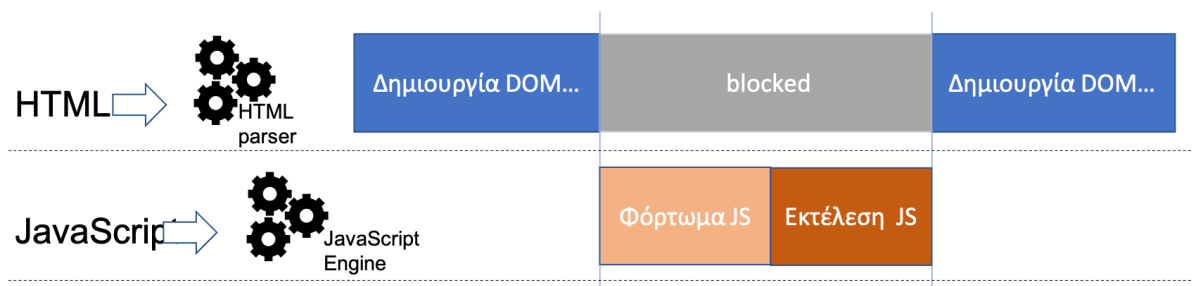 HTML
HTML
parser
Δημιουργία DOM...
blocked
Δημιουργία DOM...
JavaScript
JavaScript
Engine
Φόρτωμα JS
Εκτέλεση JS